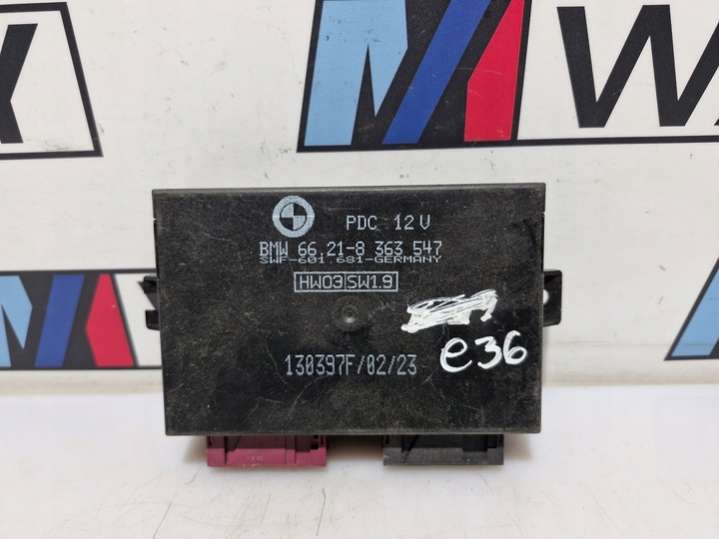 PDC 12 V
BMW 66.21-8 363 547
SWF-601.681-GERMANY
HW03 SW1.9
e36
130397F/02/23